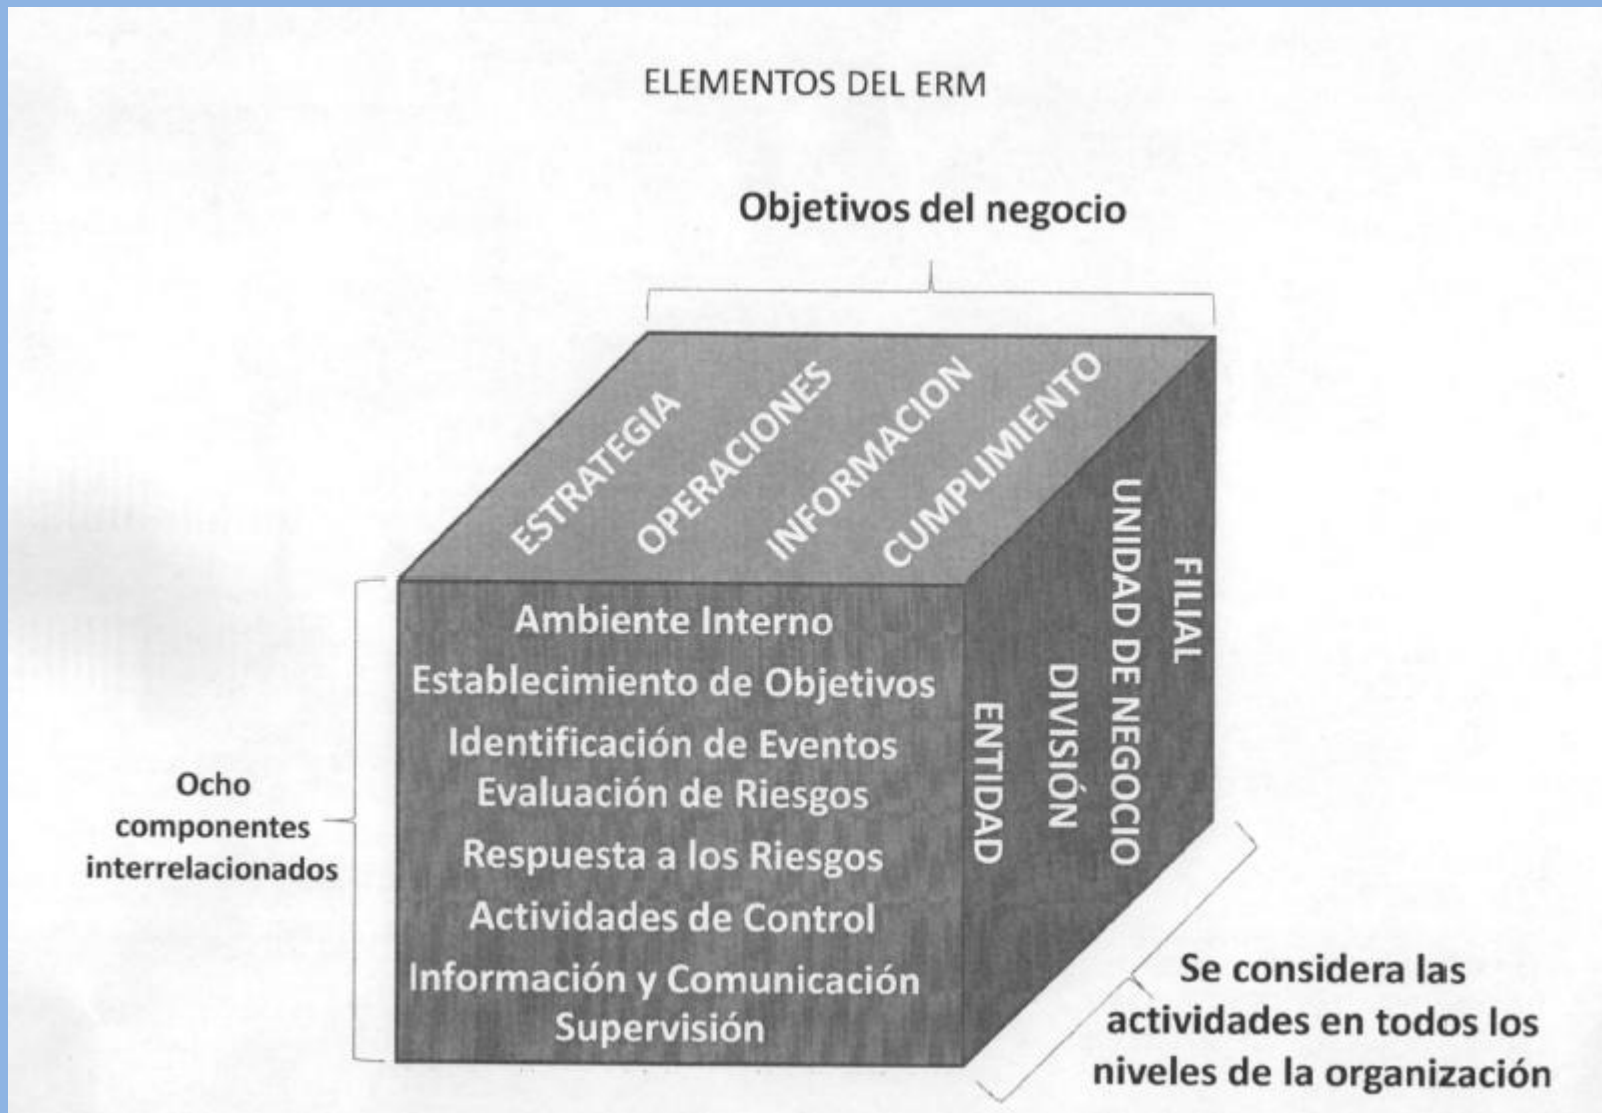 ELEMENTOS DEL ERM
Objetivos del negocio
ESTRATEGIA
OPERACIONES
INFORMACION
CUMPLIMIENTO
Ambiente Interno
Establecimiento de Objetivos
Identificación de Eventos
Evaluación de Riesgos
Respuesta a los Riesgos
Actividades de Control
Información y Comunicación
Supervisión
ENTIDAD
DIVISIÓN
UNIDAD DE NEGOCIO
FILIAL
Ocho
componentes
interrelacionados
Se considera las
actividades en todos los
niveles de la organización